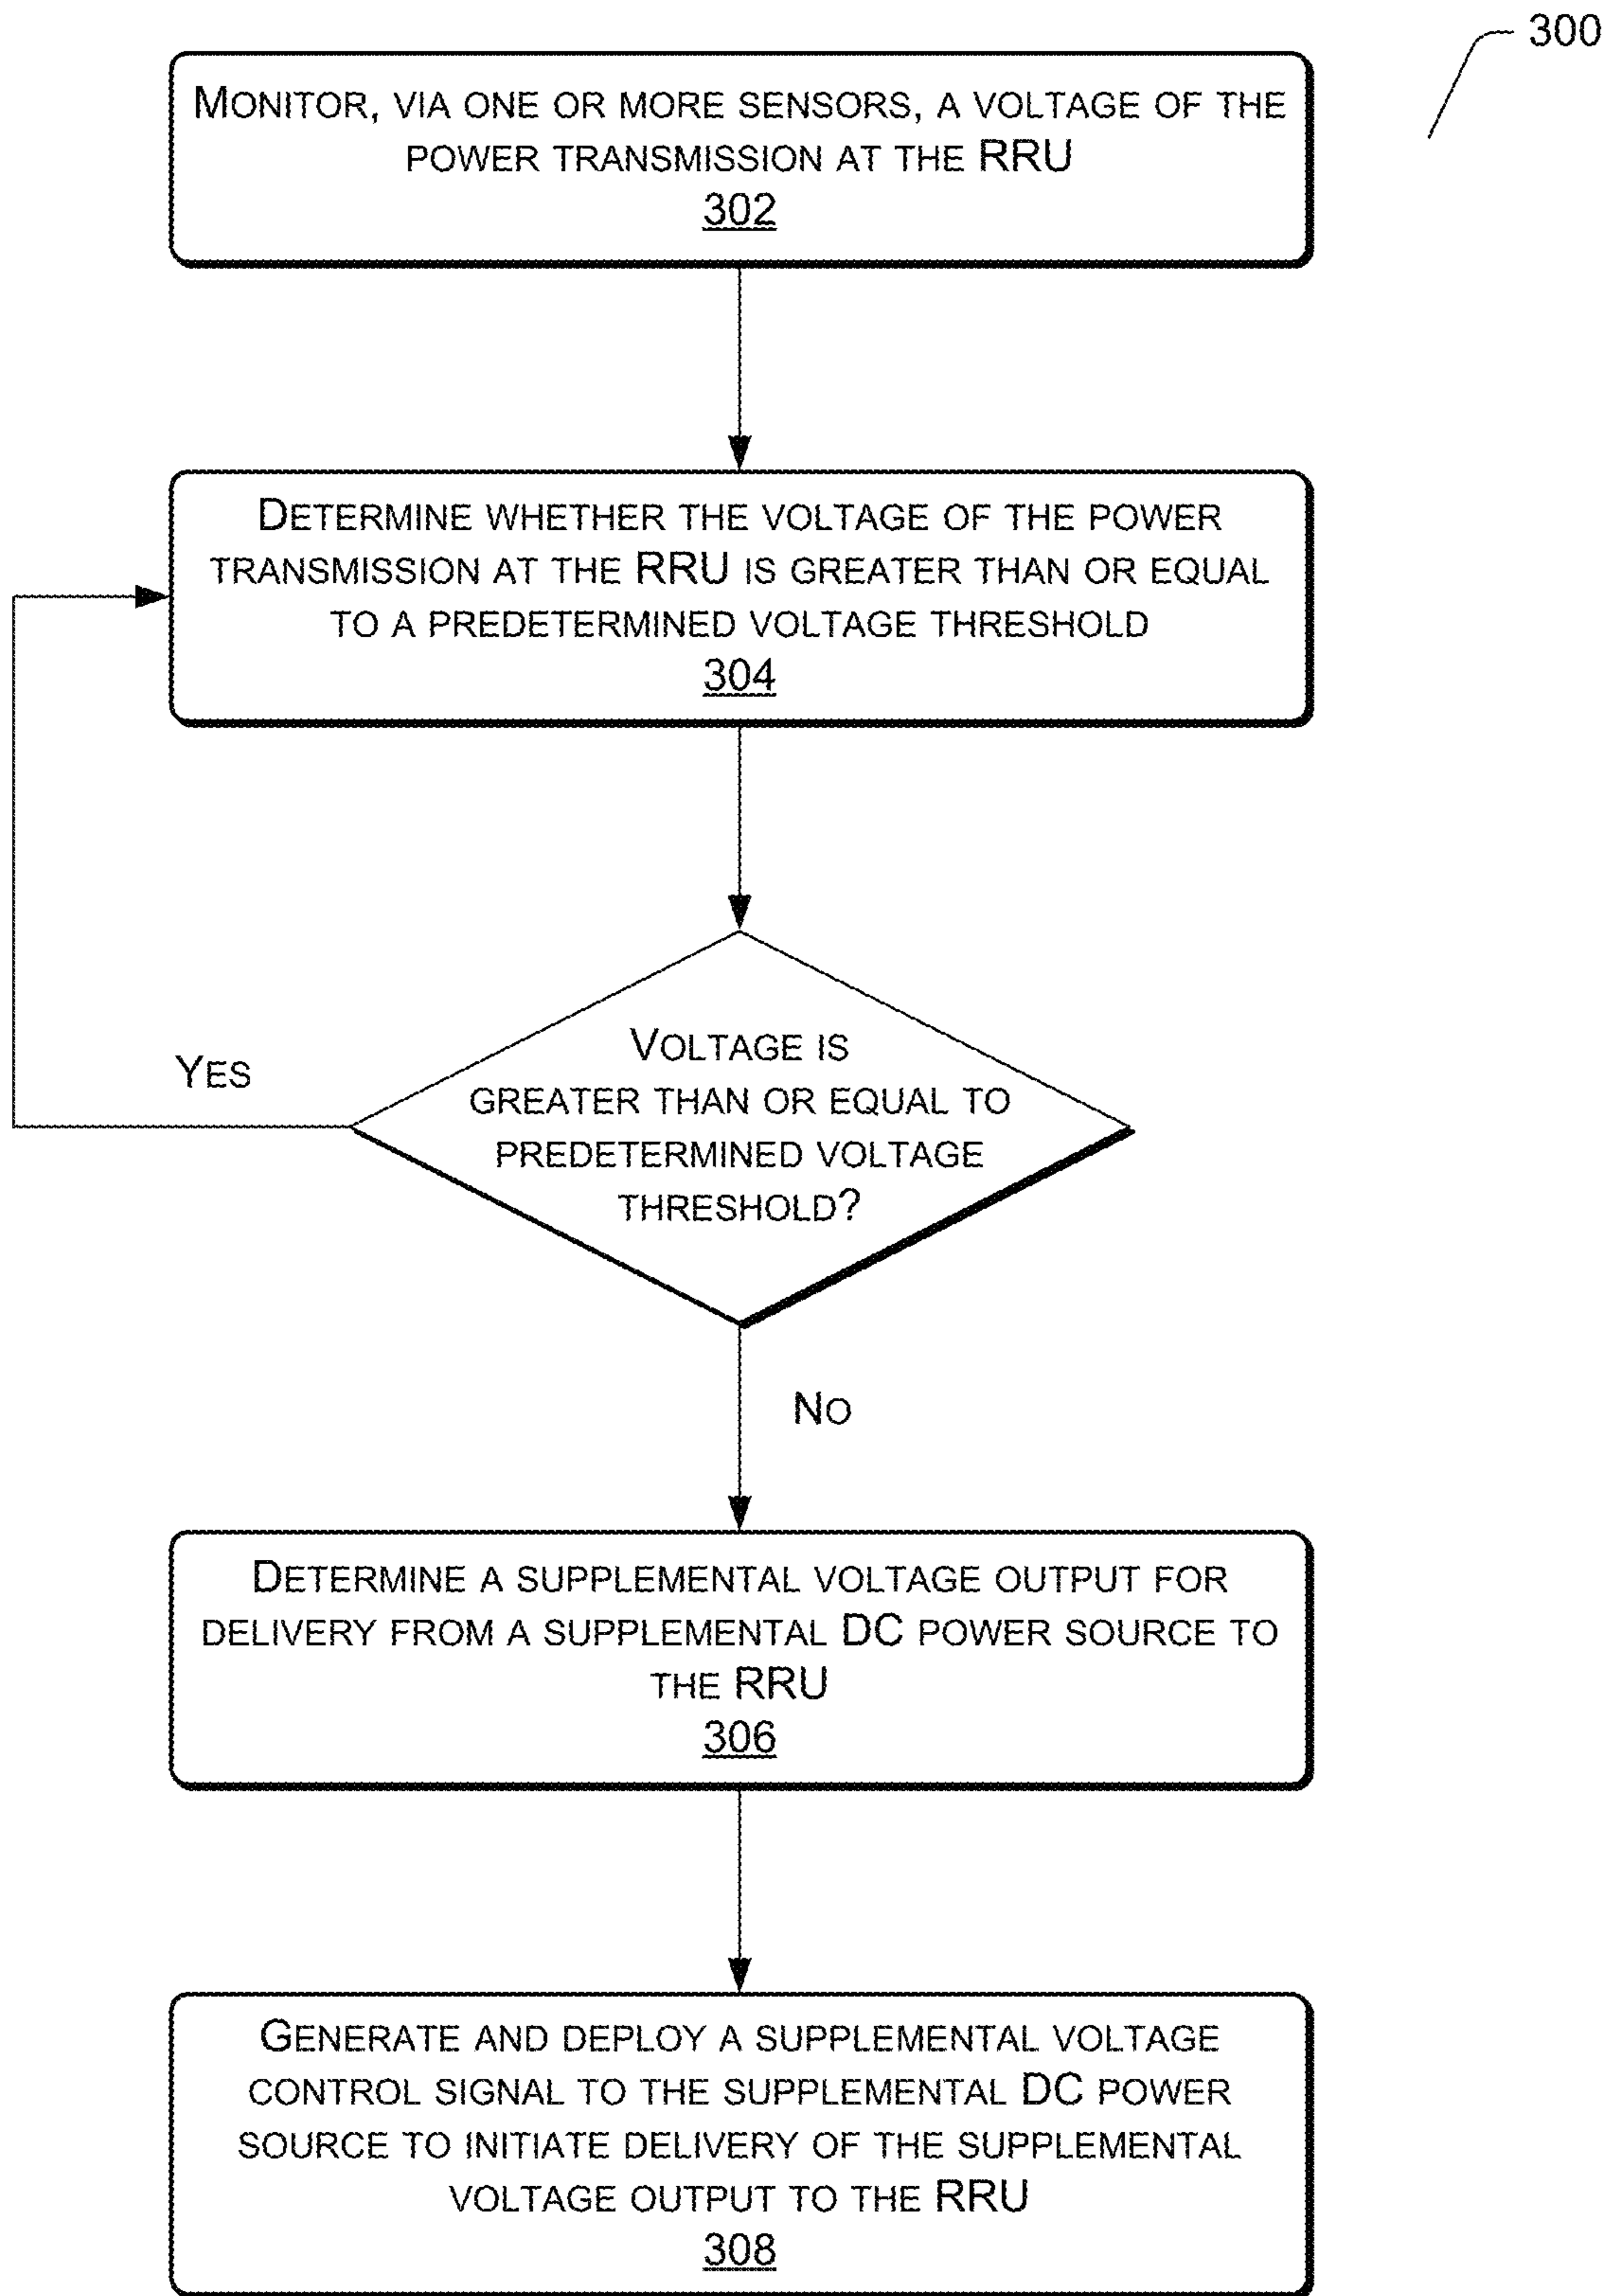 300
MONITOR, VIA ONE OR MORE SENSORS, A VOLTAGE OF THE
POWER TRANSMISSION AT THE RRU
302
DETERMINE WHETHER THE VOLTAGE OF THE POWER
TRANSMISSION AT THE RRU IS GREATER THAN OR EQUAL
TO A PREDETERMINED VOLTAGE THRESHOLD
304
VOLTAGE IS
GREATER THAN OR EQUAL TO
PREDETERMINED VOLTAGE
THRESHOLD?
YES
NO
DETERMINE A SUPPLEMENTAL VOLTAGE OUTPUT FOR
DELIVERY FROM A SUPPLEMENTAL DC POWER SOURCE TO
THE RRU
306
GENERATE AND DEPLOY A SUPPLEMENTAL VOLTAGE
CONTROL SIGNAL TO THE SUPPLEMENTAL DC POWER
SOURCE TO INITIATE DELIVERY OF THE SUPPLEMENTAL
VOLTAGE OUTPUT TO THE RRU
308